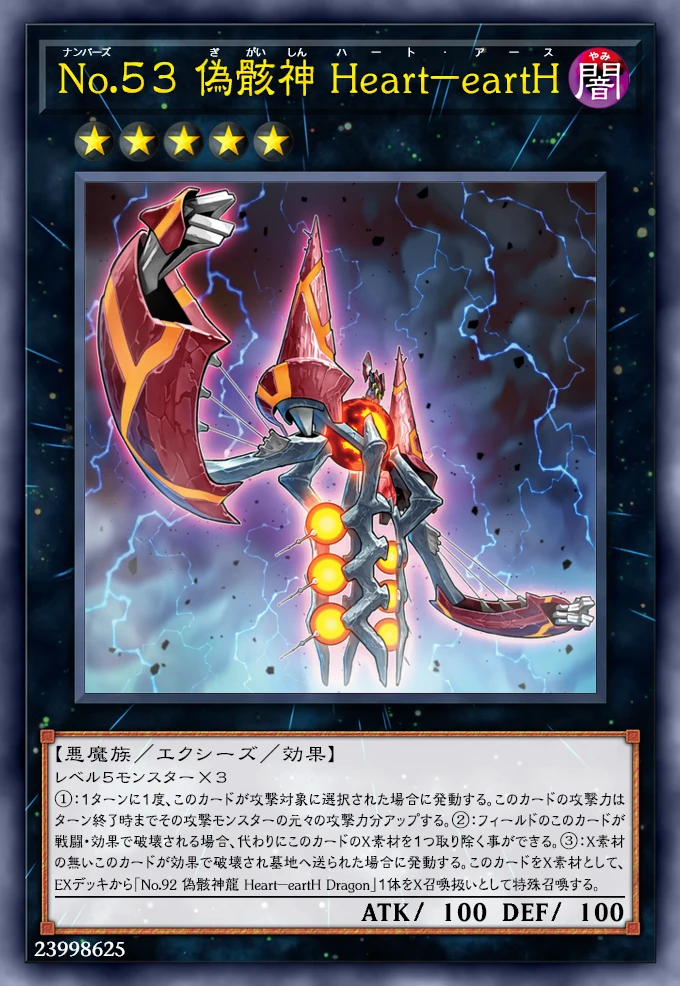 ナンバーズ ぎ がい しん ハート・アース
No.53 偽骸神 Heart－eartH
やみ
闇
【悪魔族／エクシーズ／効果】
レベル5モンスター×3
①：1ターンに1度、このカードが攻撃対象に選択された場合に発動する。このカードの攻撃力は
ターン終了時までその攻撃モンスターの元々の攻撃力分アップする。②：フィールドのこのカードが
戦闘・効果で破壊される場合、代わりにこのカードのX素材を1つ取り除く事ができる。③：X素材
の無いこのカードが効果で破壊され墓地へ送られた場合に発動する。このカードをX素材として、
EXデッキから「No.92 偽骸神龍 Heart－eartH Dragon」1体をX召喚扱いとして特殊召喚する。
ATK/ 100 DEF/ 100
23998625